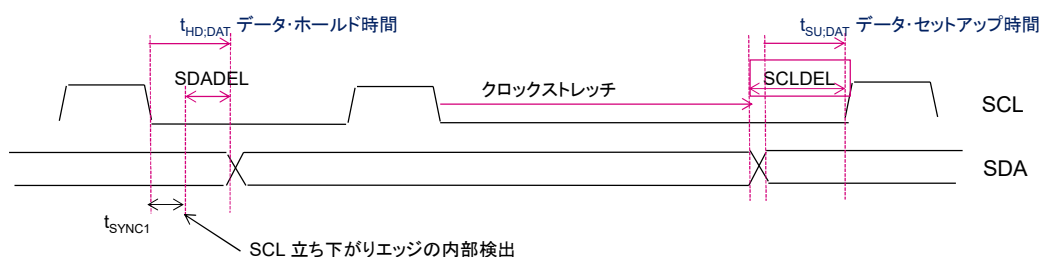 tHD;DAT データ・ホールド時間
tSU;DAT データ・セットアップ時間
SDADEL
クロックストレッチ
SCLDEL
SCL
SDA
tSYNC1
SCL 立ち下がりエッジの内部検出